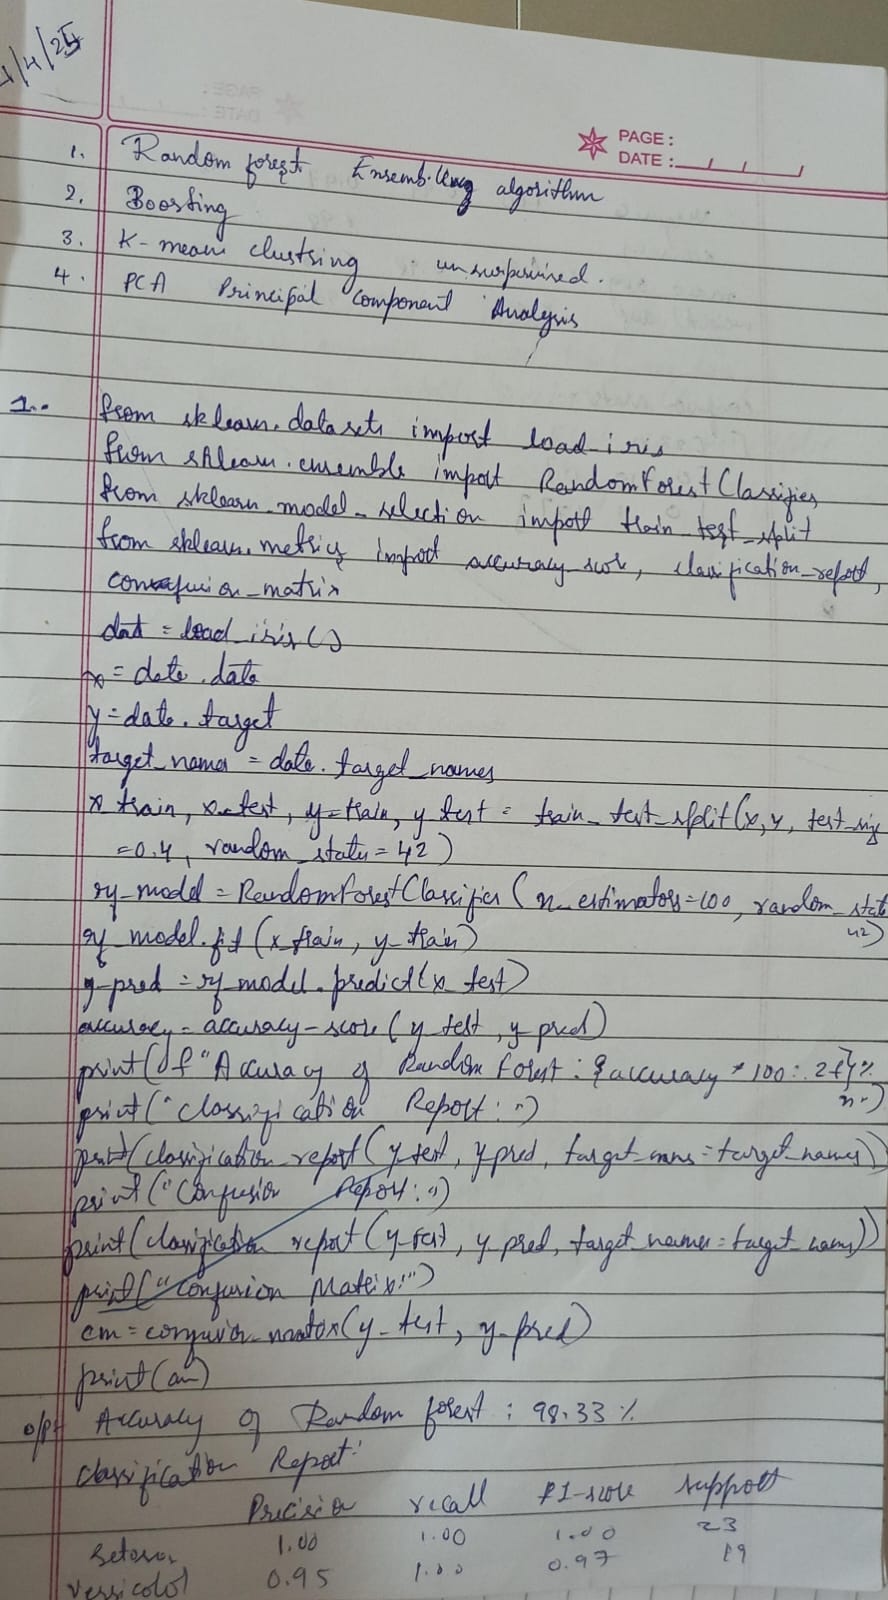 1/4/25
PAGE :
DATE :
1. Random forest Ensembling algorithm
2. Boosting
3. K-mean clustsing unsurpervised.
4. PCA Principal Component Analysis
1. from sklearn.datasets import load_iris
from sklearn.ensemble import RandomForestClassifier
from sklearn.model_selection import train_test_split
from sklearn.metrics import accuracy_score, classification_report,
confusion_matrix
dat = load_iris()
x = data.data
y = data.target
target_names = data.target_names
x_train, x_test, y_train, y_test = train_test_split(x, y, test_size
=0.4, random_state=42)
rf_model = RandomForestClassifier(n_estimators=100, random_state
42)
rf_model.fit(x_train, y_train)
y_pred = rf_model.predict(x_test)
accuracy = accuracy_score(y_test, y_pred)
print(f"Accuracy of Random Forest: {accuracy * 100:.2f}%
print("Classification Report:")
print(classification_report(y_test, y_pred, target_names=target_names))
print("Confusion Report:")
print(classification report(y_test, y_pred, target_names=target_names))
print("Confusion Matrix:")
cm = confusion_matrix(y_test, y_pred)
print(cm)
o/p: Accuracy of Random forest: 98.33%
Classification Report:
Precision recall f1-score support
Setosa 1.00 1.00 1.00 23
Versicolor 0.95 1.00 0.97 19